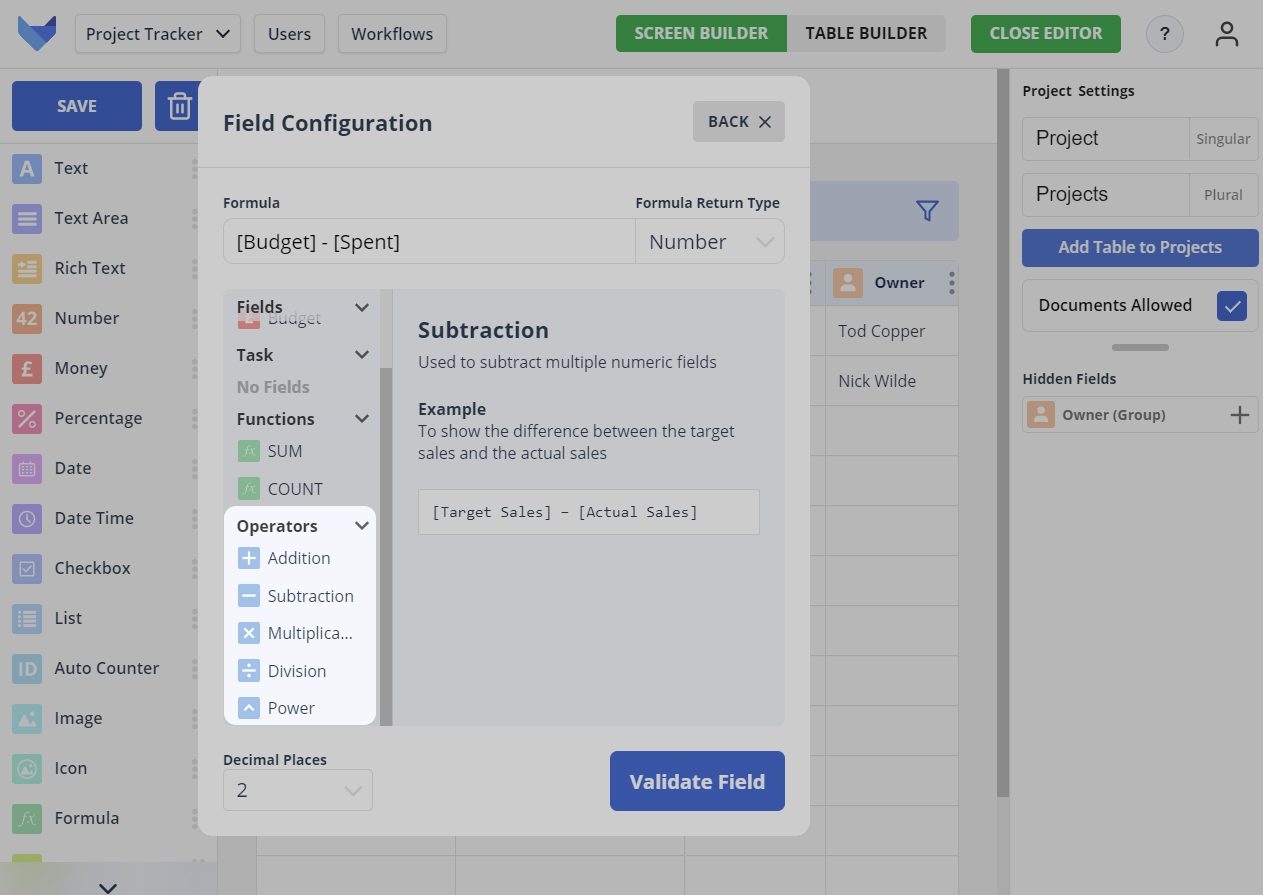 Project Tracker
Users
Workflows
SCREEN BUILDER
TABLE BUILDER
CLOSE EDITOR
?
SAVE
Text
Text Area
Rich Text
42 Number
£ Money
Percentage
Date
Date Time
Checkbox
List
ID Auto Counter
Image
Icon
fx Formula
Field Configuration
BACK
Formula
Formula Return Type
[Budget] - [Spent]
Number
Fields
Budget
Task
No Fields
Functions
fx SUM
fx COUNT
Operators
Addition
Subtraction
Multiplica...
Division
Power
Subtraction
Used to subtract multiple numeric fields
Example
To show the difference between the target
sales and the actual sales
[Target Sales] – [Actual Sales]
Decimal Places
2
Validate Field
Owner
Tod Copper
Nick Wilde
Project Settings
Project
Singular
Projects
Plural
Add Table to Projects
Documents Allowed
Hidden Fields
Owner (Group)